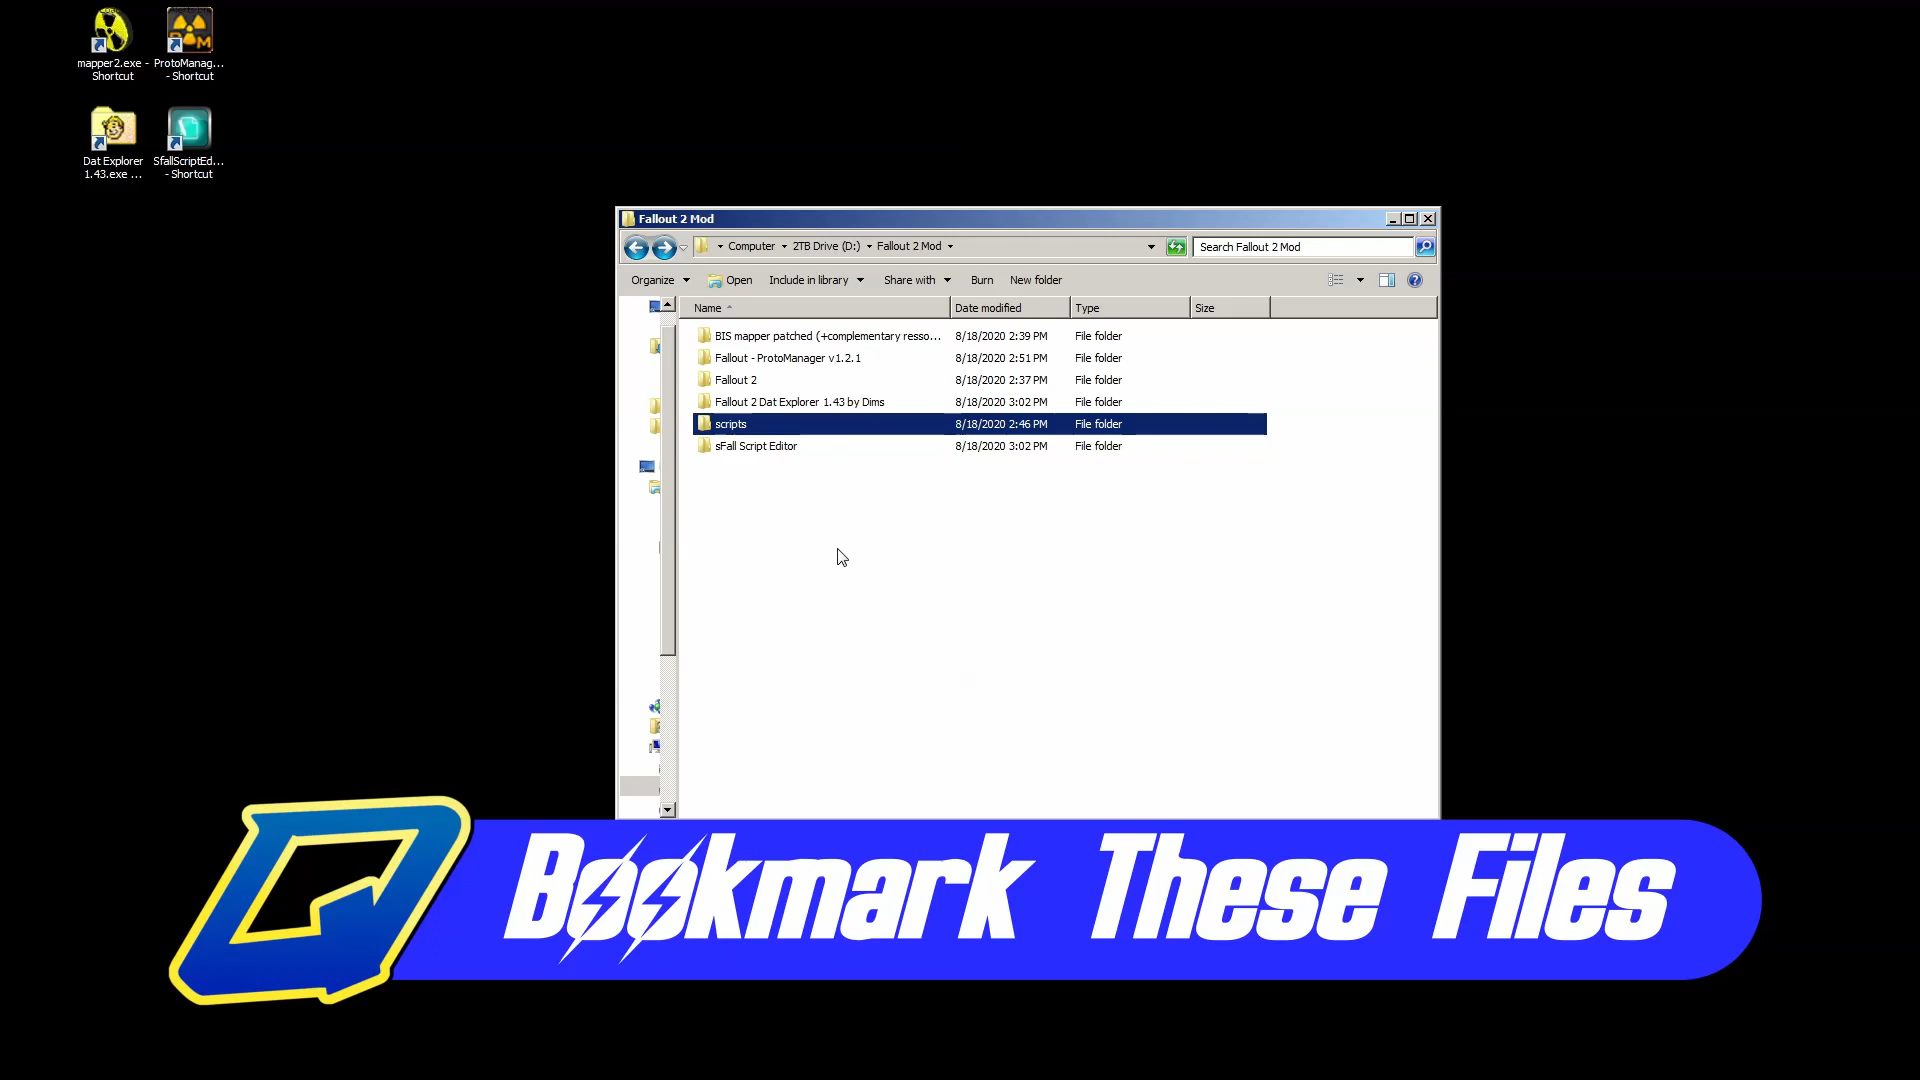 mapper2.exe - Shortcut
ProtoManag... - Shortcut
Dat Explorer 1.43.exe ...
SfallScriptEd... - Shortcut
Fallout 2 Mod
Computer 2TB Drive (D:) Fallout 2 Mod
Search Fallout 2 Mod
Organize Open Include in library Share with Burn New folder
Name Date modified Type Size
BIS mapper patched (+complementary resso... 8/18/2020 2:39 PM File folder
Fallout - ProtoManager v1.2.1 8/18/2020 2:51 PM File folder
Fallout 2 8/18/2020 2:37 PM File folder
Fallout 2 Dat Explorer 1.43 by Dims 8/18/2020 3:02 PM File folder
scripts 8/18/2020 2:46 PM File folder
sFall Script Editor 8/18/2020 3:02 PM File folder
Bookmark These Files